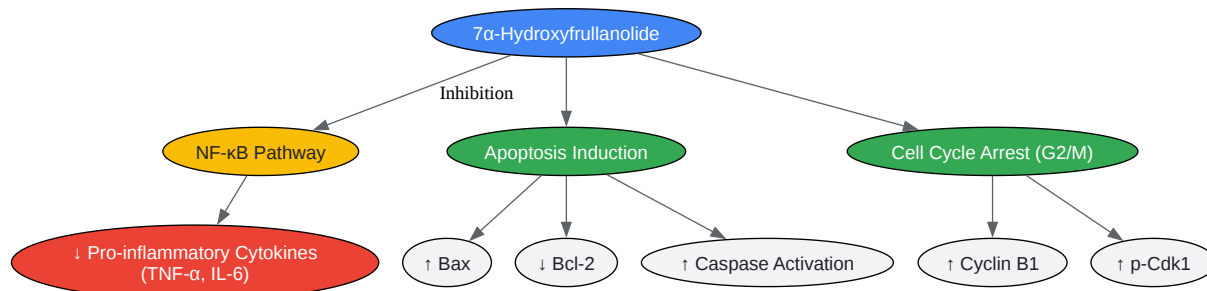 7α-Hydroxyfrullanolide
Inhibition
NF-κB Pathway
Apoptosis Induction
Cell Cycle Arrest (G2/M)
↓ Pro-inflammatory Cytokines
(TNF-α, IL-6)
↑ Bax
↓ Bcl-2
↑ Caspase Activation
↑ Cyclin B1
↑ p-Cdk1